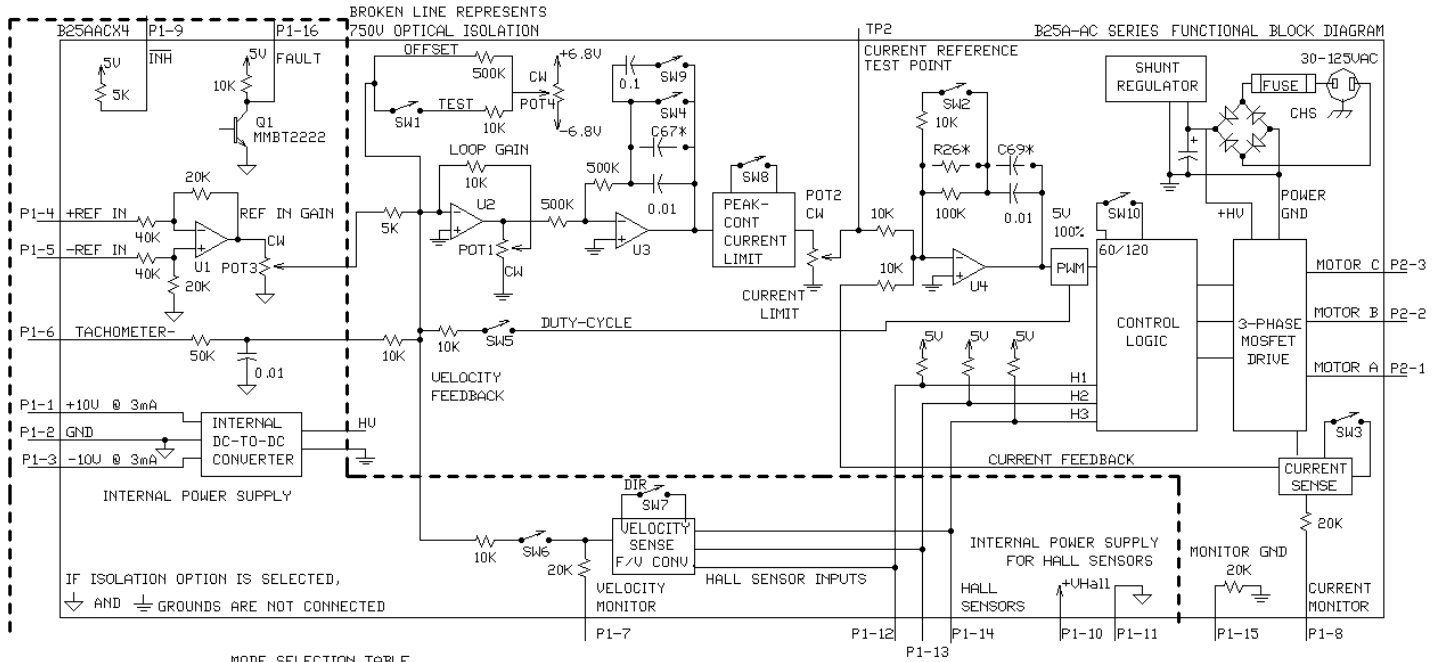 BROKEN LINE REPRESENTS
B25AACX4 P1-9 P1-16 750V OPTICAL ISOLATION TP2 B25A-AC SERIES FUNCTIONAL BLOCK DIAGRAM
INH FAULT OFFSET CURRENT REFERENCE
TEST POINT
5V 5K 5V 10K
Q1
MMBT2222
500K CW POT4 +6.8V -6.8V
SW1 TEST 10K
0.1 SW9
SW4
C67*
500K 0.01
SW2
10K
R26* C69*
100K 0.01
SHUNT
REGULATOR
FUSE
30-125VAC
CHS
+
POWER
GND
+HV
LOOP GAIN
10K
U2
500K
U3
POT1
CW
SW8
PEAK-
CONT
CURRENT
LIMIT
POT2
CW
CURRENT
LIMIT
10K
10K
U4
5V
100%
PWM
SW10
60/120
CONTROL
LOGIC
3-PHASE
MOSFET
DRIVE
MOTOR C P2-3
MOTOR B P2-2
MOTOR A P2-1
P1-4 +REF IN
P1-5 -REF IN
20K
40K
40K
20K
U1
REF IN GAIN
CW
POT3
5K
P1-6 TACHOMETER-
50K
0.01
10K
10K
SW5
DUTY-CYCLE
VELOCITY
FEEDBACK
5V 5V 5V
H1
H2
H3
P1-1 +10V @ 3mA
P1-2 GND
P1-3 -10V @ 3mA
INTERNAL
DC-TO-DC
CONVERTER
HV
INTERNAL POWER SUPPLY
CURRENT FEEDBACK
SW3
CURRENT
SENSE
20K
DIR
SW7
VELOCITY
SENSE
F/V CONV
10K
SW6
20K
VELOCITY
MONITOR
HALL SENSOR INPUTS
INTERNAL POWER SUPPLY
FOR HALL SENSORS
HALL
SENSORS
+VHall
MONITOR GND
20K
CURRENT
MONITOR
IF ISOLATION OPTION IS SELECTED,
AND GROUNDS ARE NOT CONNECTED
P1-7 P1-12 P1-14 P1-10 P1-11 P1-15 P1-8
P1-13
MODE SELECTION TABLE